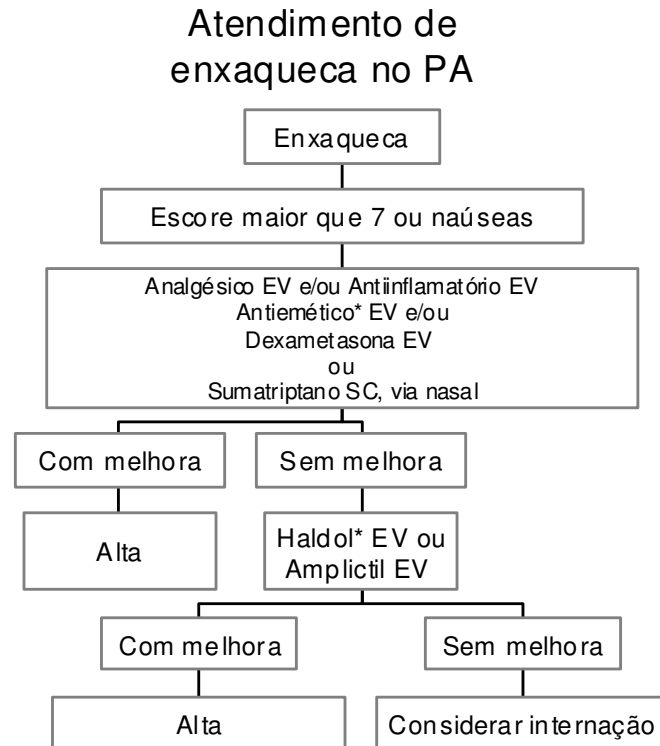 Atendimento de
enxaqueca no PA
Enxaqueca
Escore maior que 7 ou naúseas
Analgésico EV e/ou Antiinflamatório EV
Antiemético* EV e/ou
Dexametasona EV
ou
Sumatriptano SC, via nasal
Com melhora
Sem melhora
Alta
Haldol* EV ou
Amplictil EV
Com melhora
Sem melhora
Alta
Considerar internação